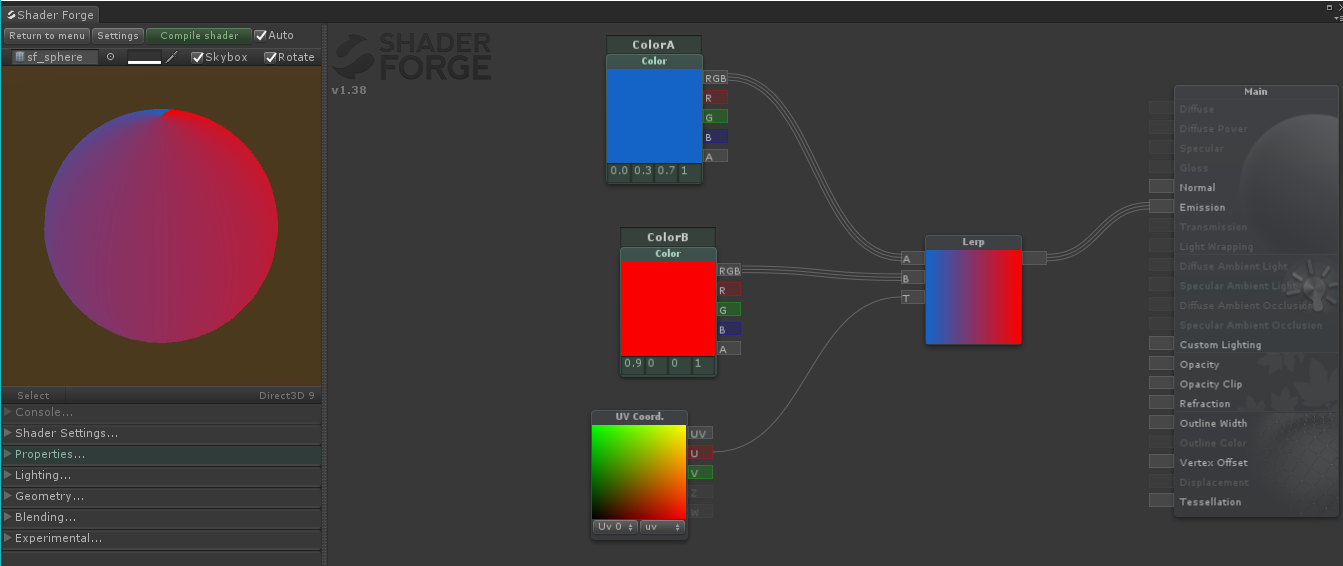 Shader Forge
Return to menu Settings Compile shader Auto
sf_sphere Skybox Rotate
Select Direct3D 9
Console...
Shader Settings...
Properties...
Lighting...
Geometry...
Blending...
Experimental...
SHADER
FORGE
v1.38
ColorA
Color
RGB
R
G
B
A
0.0 0.3 0.7 1
ColorB
Color
RGB
R
G
B
A
0.9 0 0 1
UV Coord.
UV
U
V
Z
W
Uv 0 uv
Lerp
A
B
T
Main
Diffuse
Diffuse Power
Specular
Gloss
Normal
Emission
Transmission
Light Wrapping
Diffuse Ambient Light
Specular Ambient Light
Diffuse Ambient Occlusion
Specular Ambient Occlusion
Custom Lighting
Opacity
Opacity Clip
Refraction
Outline Width
Outline Color
Vertex Offset
Displacement
Tessellation